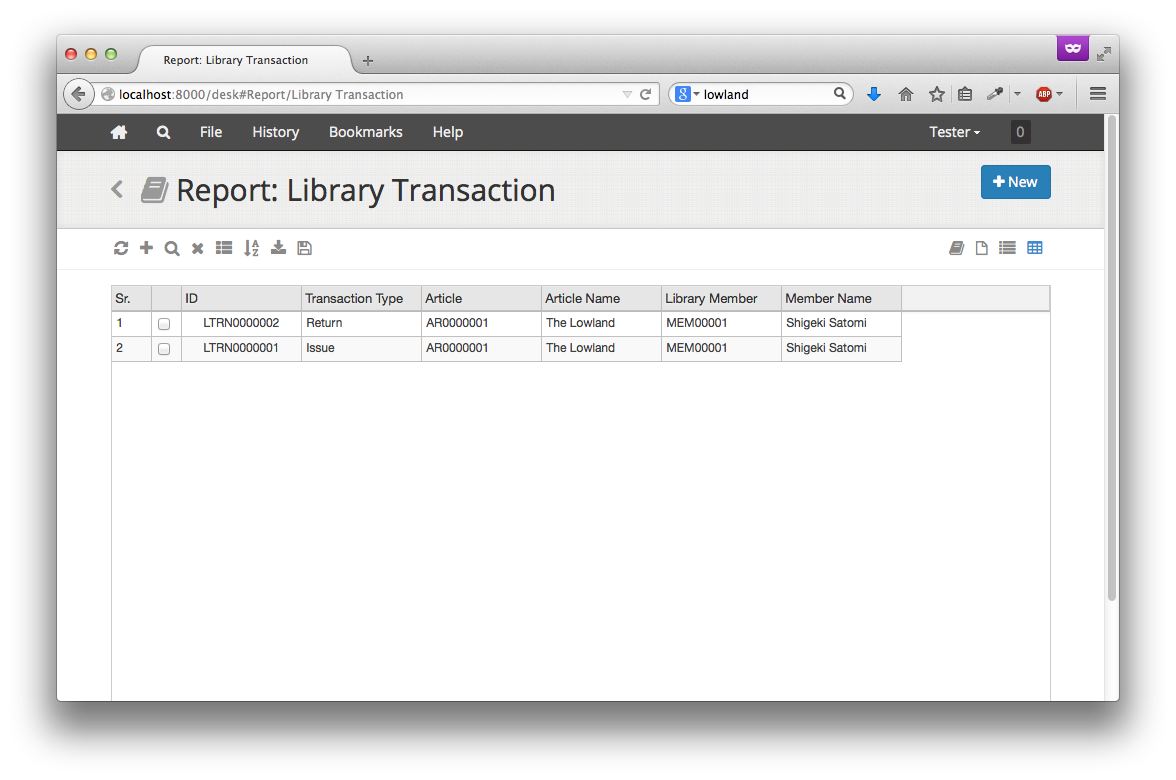 Report: Library Transaction
localhost:8000/desk#Report/Library Transaction
8 lowland
ABP
File History Bookmarks Help Tester 0
Report: Library Transaction
New
Sr. ID Transaction Type Article Article Name Library Member Member Name
1 LTRN0000002 Return AR0000001 The Lowland MEM00001 Shigeki Satomi
2 LTRN0000001 Issue AR0000001 The Lowland MEM00001 Shigeki Satomi